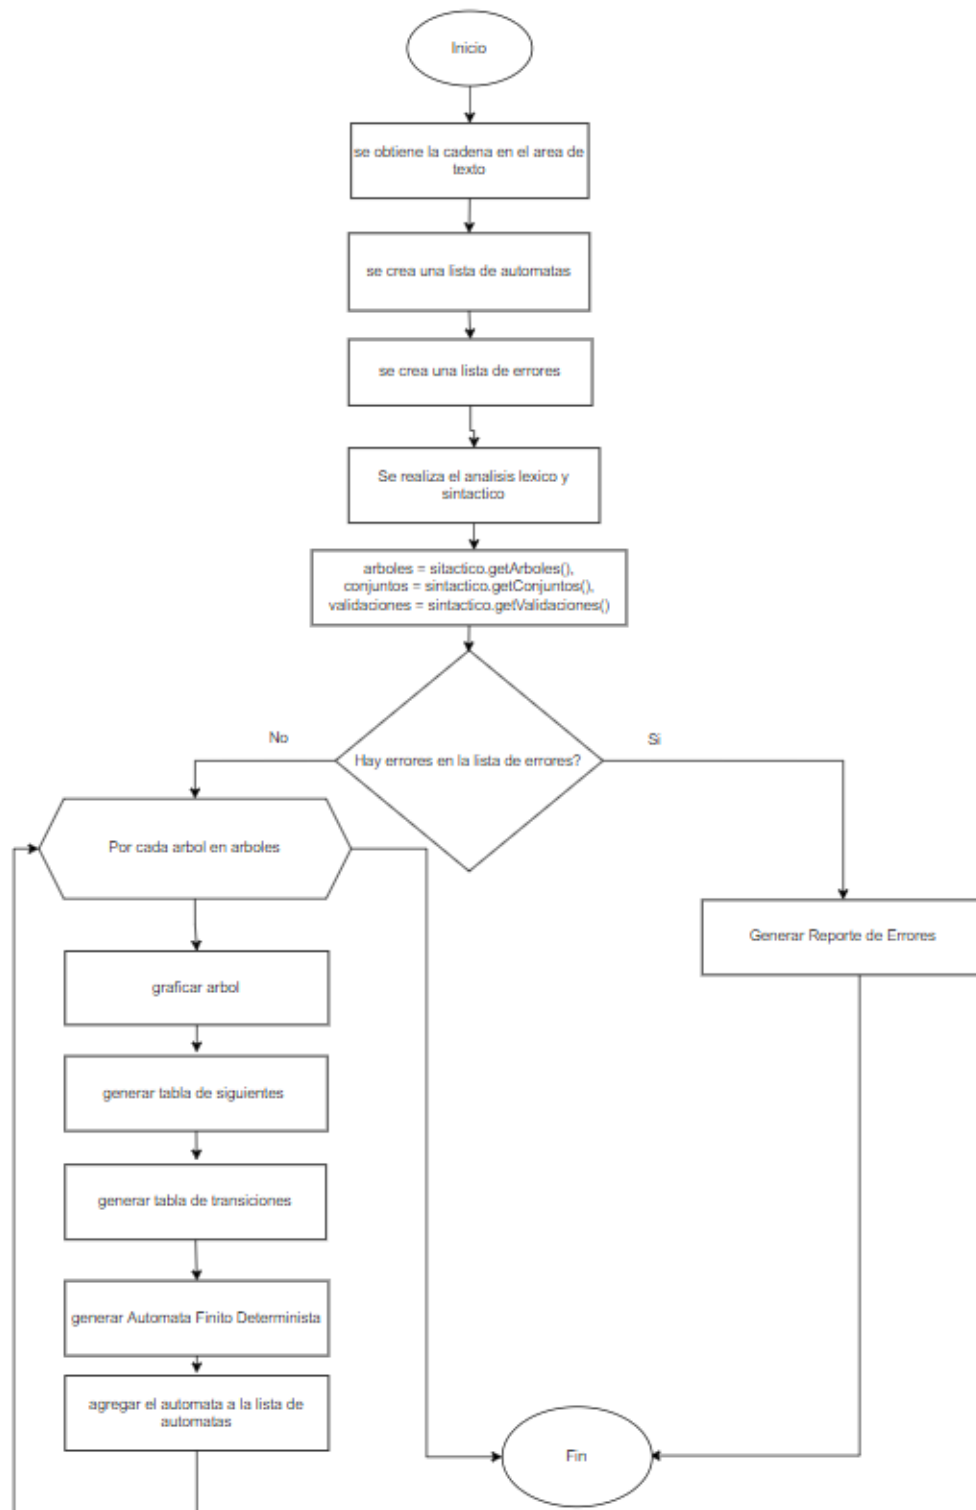 Inicio
se obtiene la cadena en el area de
texto
se crea una lista de automatas
se crea una lista de errores
Se realiza el analisis lexico y
sintactico
arboles = sitactico.getArboles(),
conjuntos = sintactico.getConjuntos(),
validaciones = sintactico.getValidaciones()
Hay errores en la lista de errores?
No
Si
Por cada arbol en arboles
Generar Reporte de Errores
graficar arbol
generar tabla de siguientes
generar tabla de transiciones
generar Automata Finito Determinista
agregar el automata a la lista de
automatas
Fin